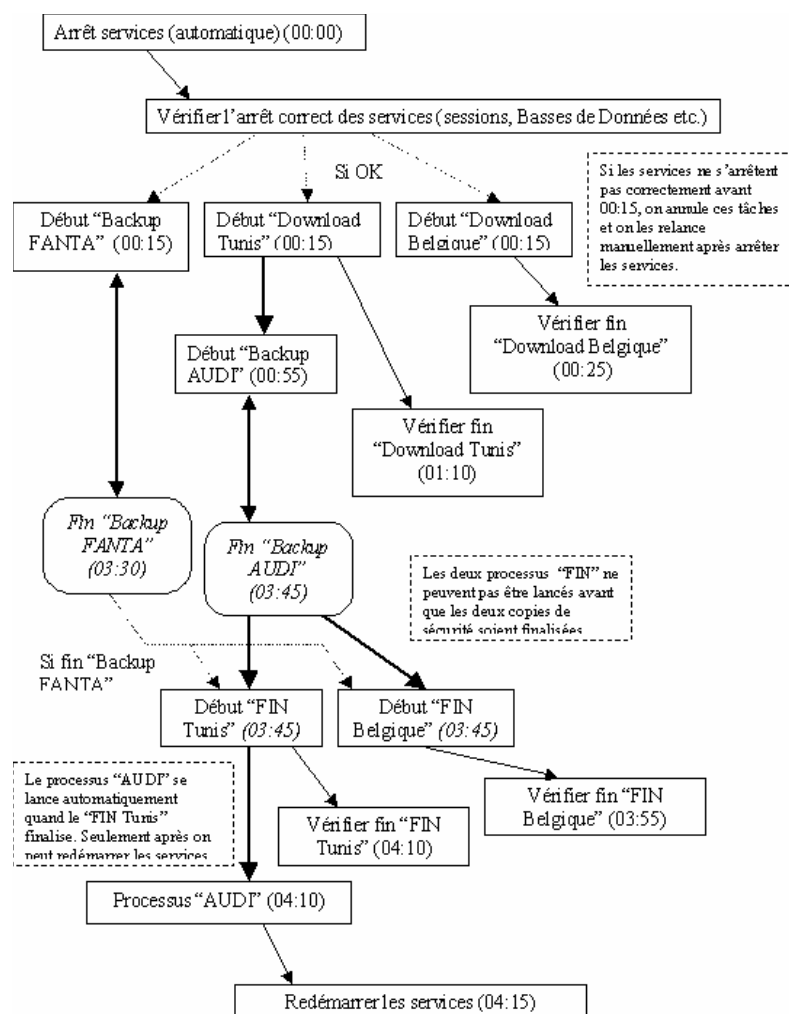 Arrêt services (automatique) (00:00)
Vérifier l'arrêt correct des services (sessions, Basses de Données etc.)
Si OK
Si les services ne s'arrêtent
pas correctement avant
00:15, on annule ces tâches
et on les relance
manuellement après arrêter
les services.
Début “Backup
FANTA” (00:15)
Début “Download
Tunis” (00:15)
Début “Download
Belgique” (00:15)
Vérifier fin
“Download Belgique”
(00:25)
Début “Backup
AUDI” (00:55)
Vérifier fin
“Download Tunis”
(01:10)
Fin “Backup
FANTA”
(03:30)
Fin “Backup
AUDI”
(03:45)
Les deux processus “FIN” ne
peuvent pas être lancés avant
que les deux copies de
sécurité soient finalisées
Si fin “Backup
FANTA”
Début “FIN
Tunis” (03:45)
Début “FIN
Belgique” (03:45)
Le processus “AUDI” se
lance automatiquement
quand le “FIN Tunis”
finalise. Seulement après on
peut redémarrer les services
Vérifier fin “FIN
Tunis” (04:10)
Vérifier fin “FIN
Belgique” (03:55)
Processus “AUDI” (04:10)
Redémarrer les services (04:15)